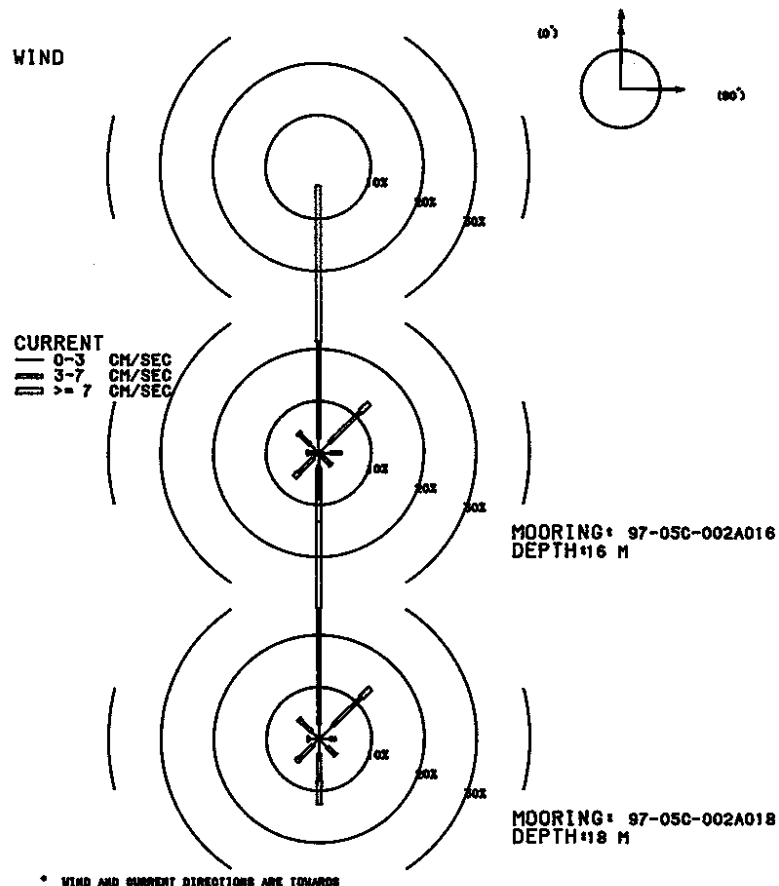 WIND
(0°)
(90°)
10%
20%
30%
CURRENT
0-3 CM/SEC
3-7 CM/SEC
>= 7 CM/SEC
10%
20%
30%
MOORING: 97-05C-002A016
DEPTH:16 M
10%
20%
30%
MOORING: 97-05C-002A018
DEPTH:18 M
* WIND AND CURRENT DIRECTIONS ARE TOWARDS